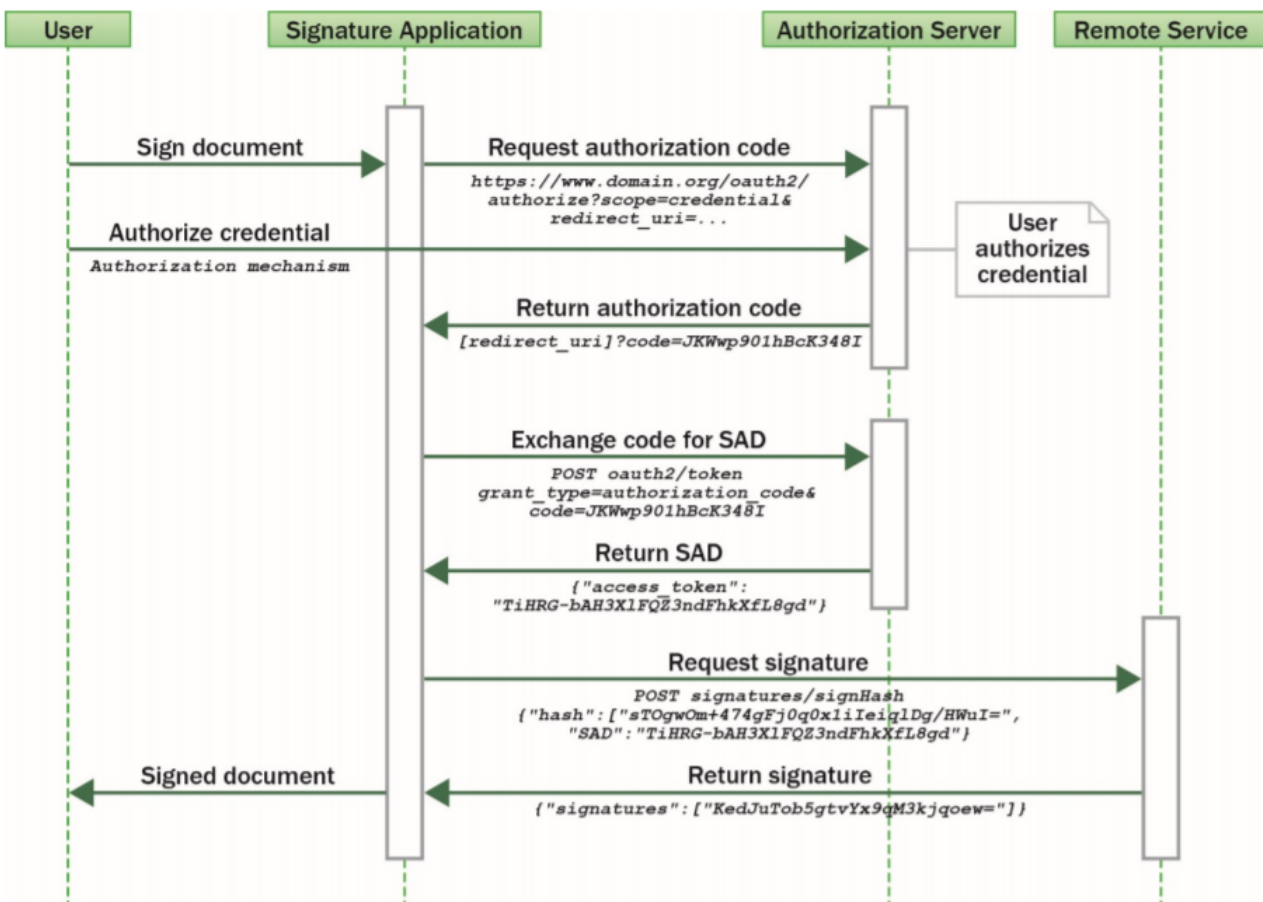 User
Signature Application
Authorization Server
Remote Service
Sign document
Request authorization code
https://www.domain.org/oauth2/
authorize?scope=credential&
redirect_uri=...
Authorize credential
Authorization mechanism
User
authorizes
credential
Return authorization code
[redirect_uri]?code=JKWwp901hBcK348I
Exchange code for SAD
POST oauth2/token
grant_type=authorization_code&
code=JKWwp901hBcK348I
Return SAD
{"access_token":
"TiHRG-bAH3XlFQZ3ndFhkXfL8gd"}
Request signature
POST signatures/signHash
{"hash":["sTOgwOm+474gFj0q0x1iIeiqlDg/HWuI=",
"SAD":"TiHRG-bAH3XlFQZ3ndFhkXfL8gd"}
Signed document
Return signature
{"signatures":["KedJuTob5gtvYx9qM3kjqoew="]}